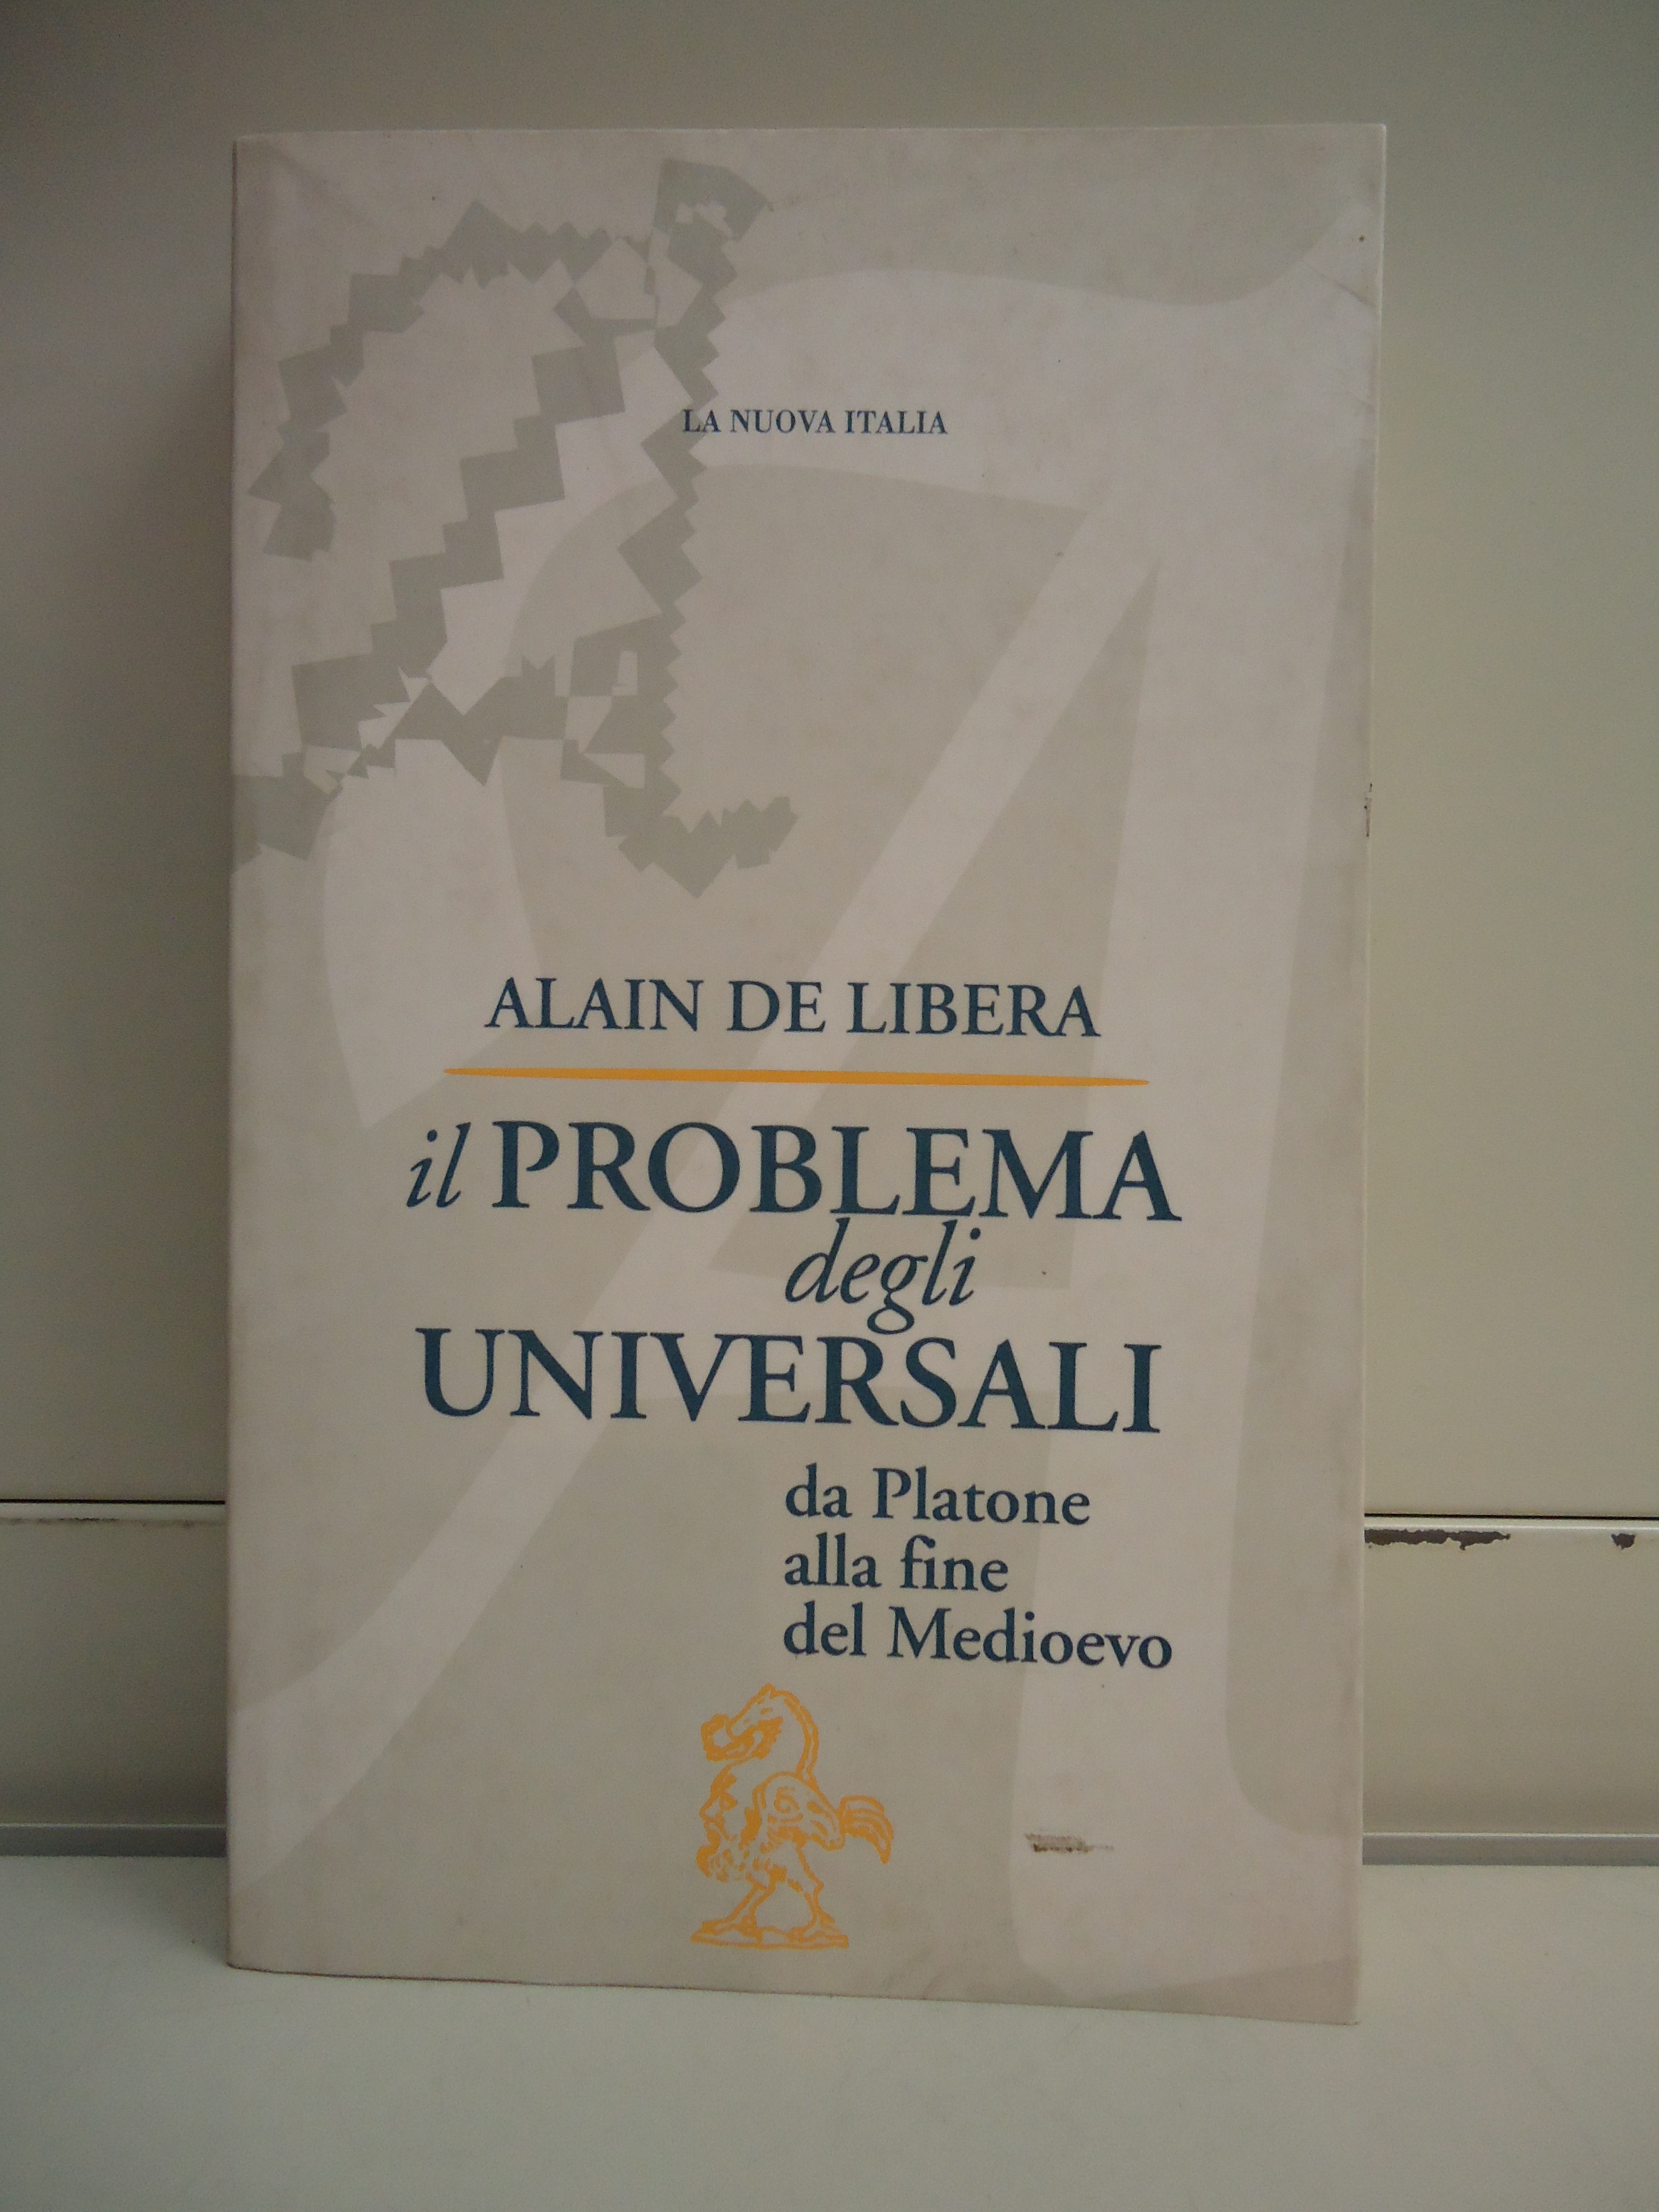 LA NUOVA ITALIA
ALAIN DE LIBERA
il PROBLEMA
degli
UNIVERSALI
da Platone
alla fine
del Medioevo